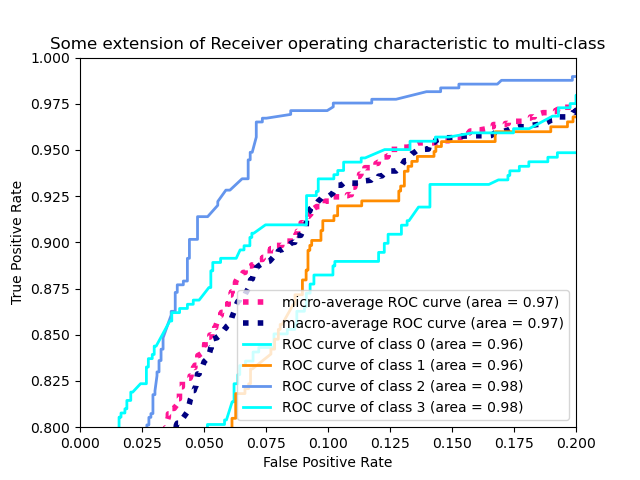 Some extension of Receiver operating characteristic to multi-class
1.000
0.975
0.950
0.925
0.900
0.875
0.850
0.825
0.800
True Positive Rate
micro-average ROC curve (area = 0.97)
macro-average ROC curve (area = 0.97)
ROC curve of class 0 (area = 0.96)
ROC curve of class 1 (area = 0.96)
ROC curve of class 2 (area = 0.98)
ROC curve of class 3 (area = 0.98)
0.000 0.025 0.050 0.075 0.100 0.125 0.150 0.175 0.200
False Positive Rate